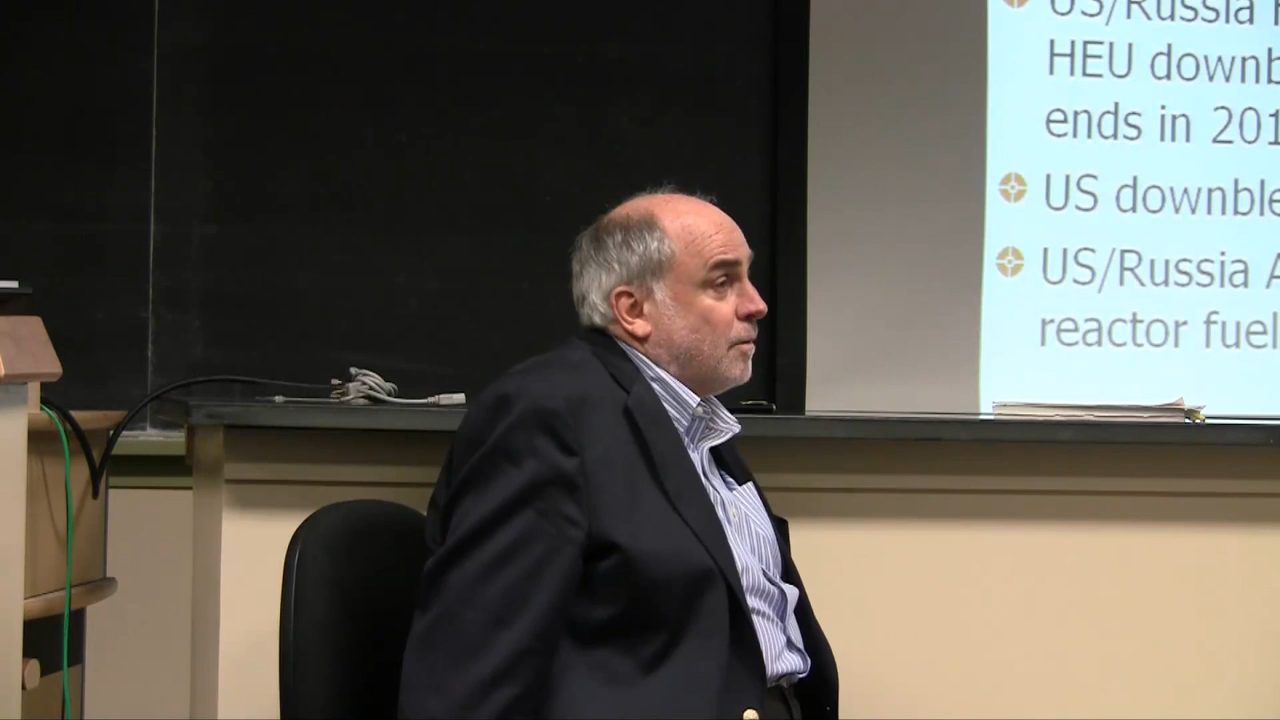 US/Russia
HEU downb
ends in 201
US downble
US/Russia A
reactor fuel